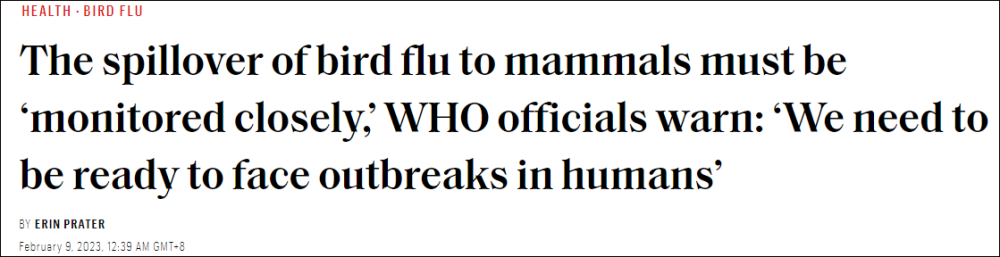 HEALTH · BIRD FLU
The spillover of bird flu to mammals must be
‘monitored closely,’ WHO officials warn: ‘We need to
be ready to face outbreaks in humans’
BY ERIN PRATER
February 9, 2023, 12:39 AM GMT+8